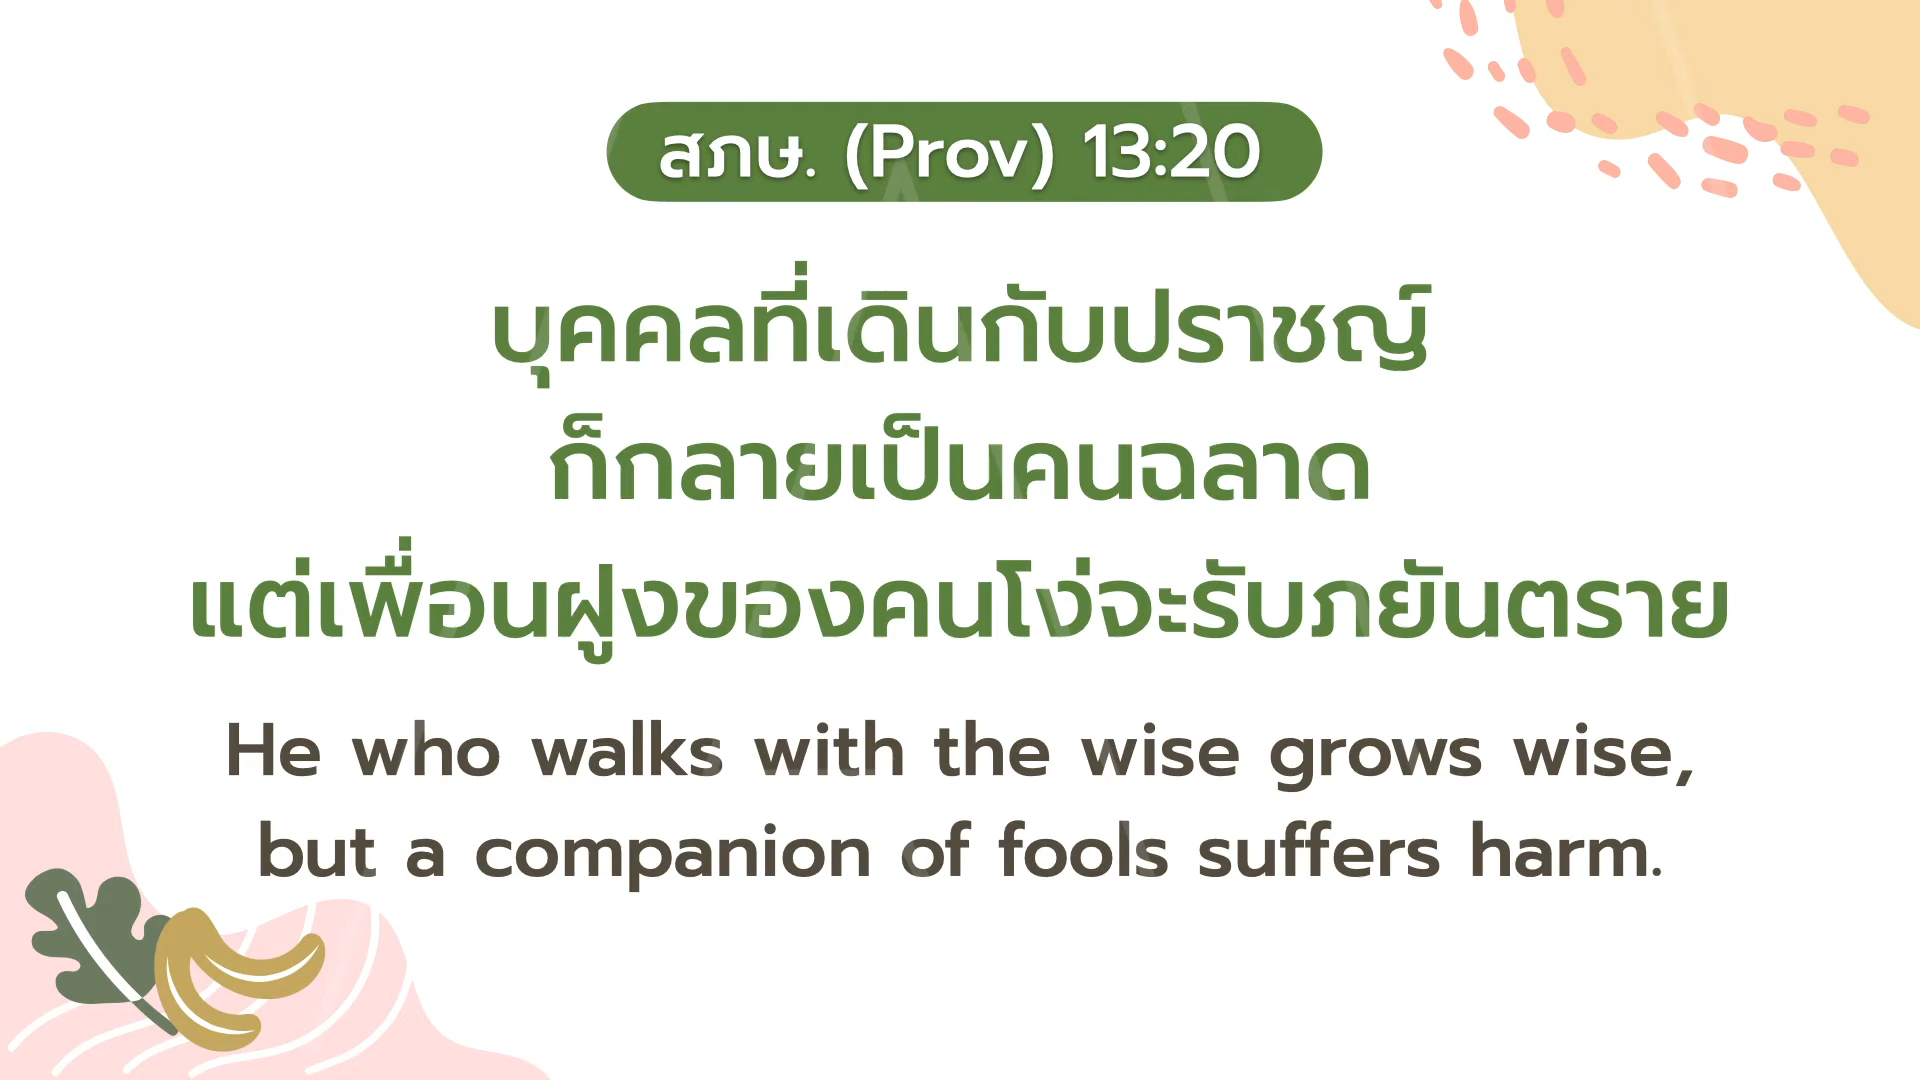 สภษ. (Prov) 13:20
บุคคลที่เดินกับปราชญ์
ก็กลายเป็นคนฉลาด
แต่เพื่อนฝูงของคนโง่จะรับภยันตราย
He who walks with the wise grows wise,
but a companion of fools suffers harm.